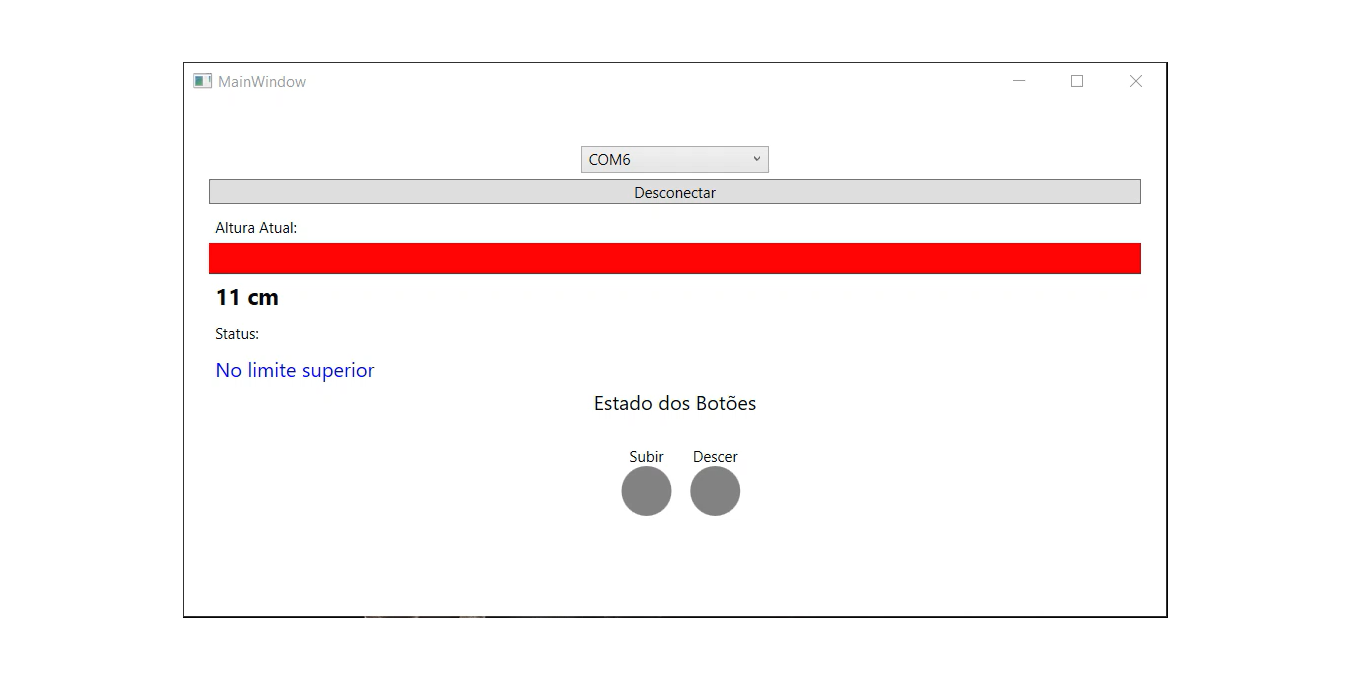 MainWindow
COM6
Desconectar
Altura Atual:
11 cm
Status:
No limite superior
Estado dos Botões
Subir Descer